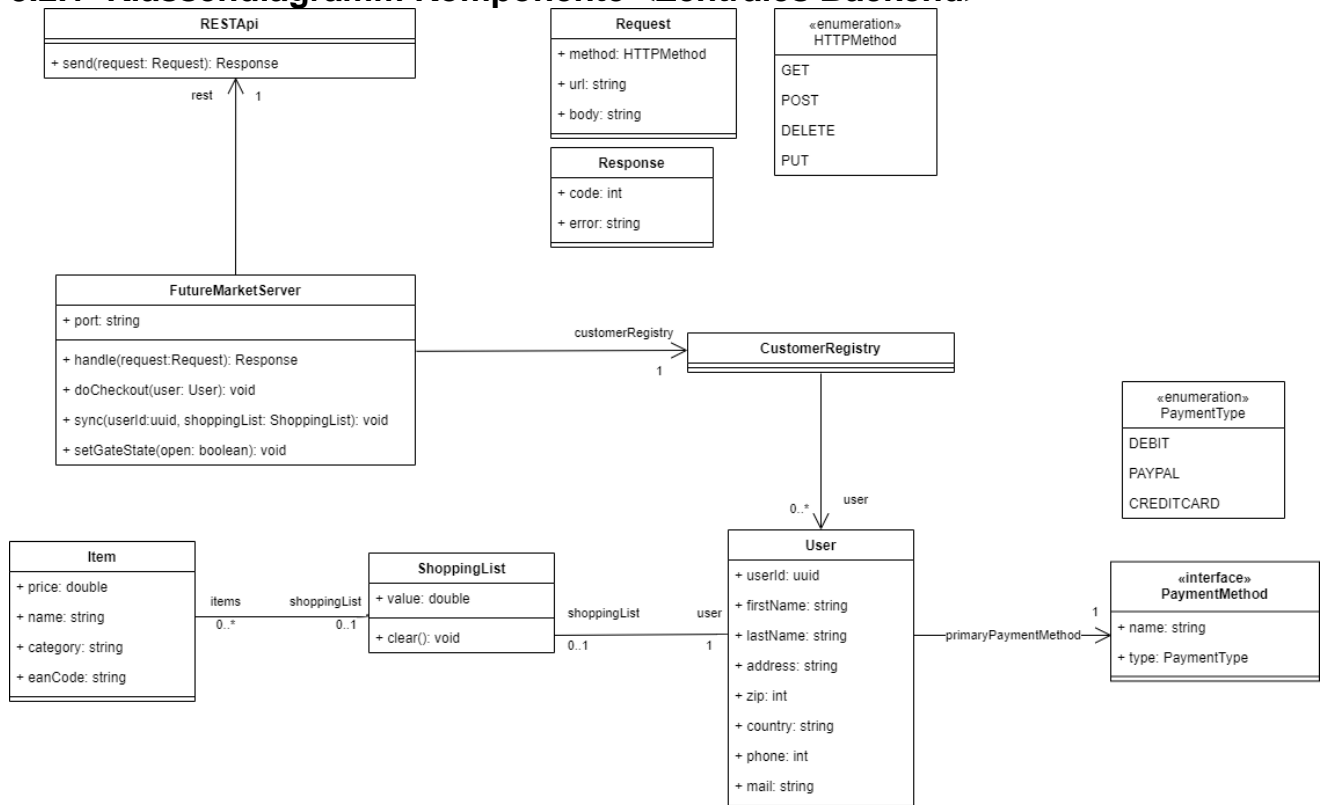 Klassendiagramm Komponente ‹Zentrales Backend›
RESTApi
+ send(request: Request): Response
rest
1
Request
+ method: HTTPMethod
+ url: string
+ body: string
«enumeration»
HTTPMethod
GET
POST
DELETE
PUT
Response
+ code: int
+ error: string
FutureMarketServer
+ port: string
+ handle(request:Request): Response
+ doCheckout(user: User): void
+ sync(userId:uuid, shoppingList: ShoppingList): void
+ setGateState(open: boolean): void
customerRegistry
1
CustomerRegistry
«enumeration»
PaymentType
DEBIT
PAYPAL
CREDITCARD
0..*
user
Item
+ price: double
+ name: string
+ category: string
+ eanCode: string
items
0..*
shoppingList
0..1
ShoppingList
+ value: double
+ clear(): void
shoppingList
0..1
user
1
User
+ userId: uuid
+ firstName: string
+ lastName: string
+ address: string
+ zip: int
+ country: string
+ phone: int
+ mail: string
primaryPaymentMethod
1
«interface»
PaymentMethod
+ name: string
+ type: PaymentType